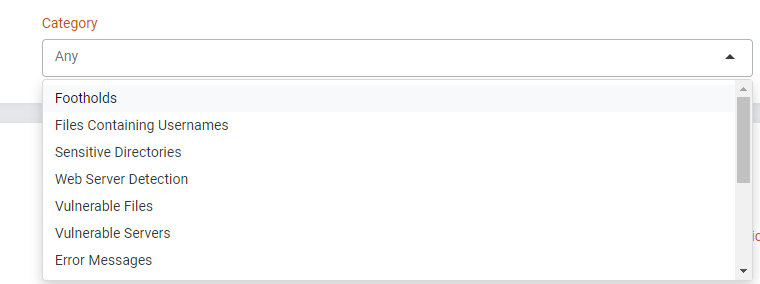 Category
Any
Footholds
Files Containing Usernames
Sensitive Directories
Web Server Detection
Vulnerable Files
Vulnerable Servers
Error Messages